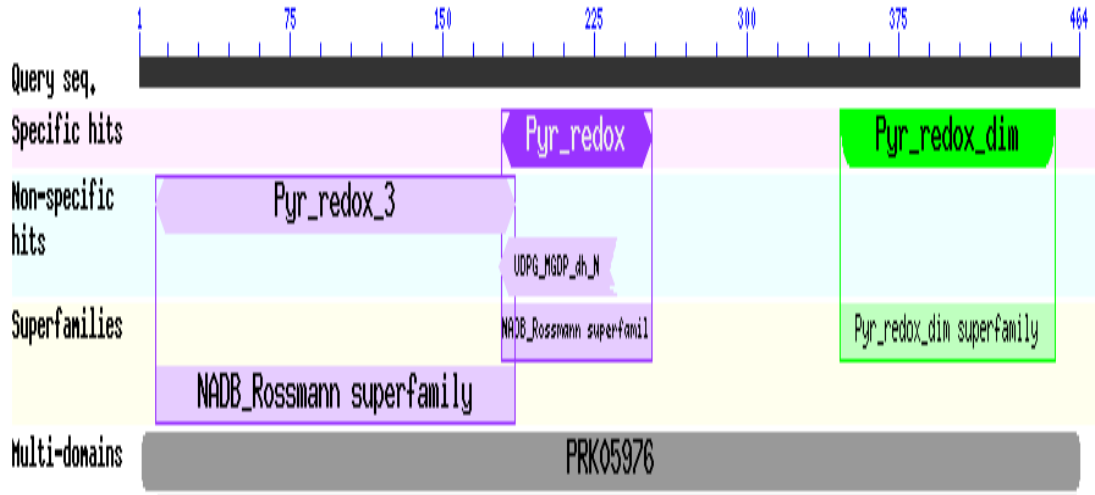 1 75 150 225 300 375 464
Query seq.
Specific hits Pyr_redox Pyr_redox_dim
Non-specific
hits
Pyr_redox_3
UDPG_MGDP_dh_N
Superfamilies NADB_Rossmann superfamil Pyr_redox_dim superfamily
NADB_Rossmann superfamily
Multi-domains PRK05976